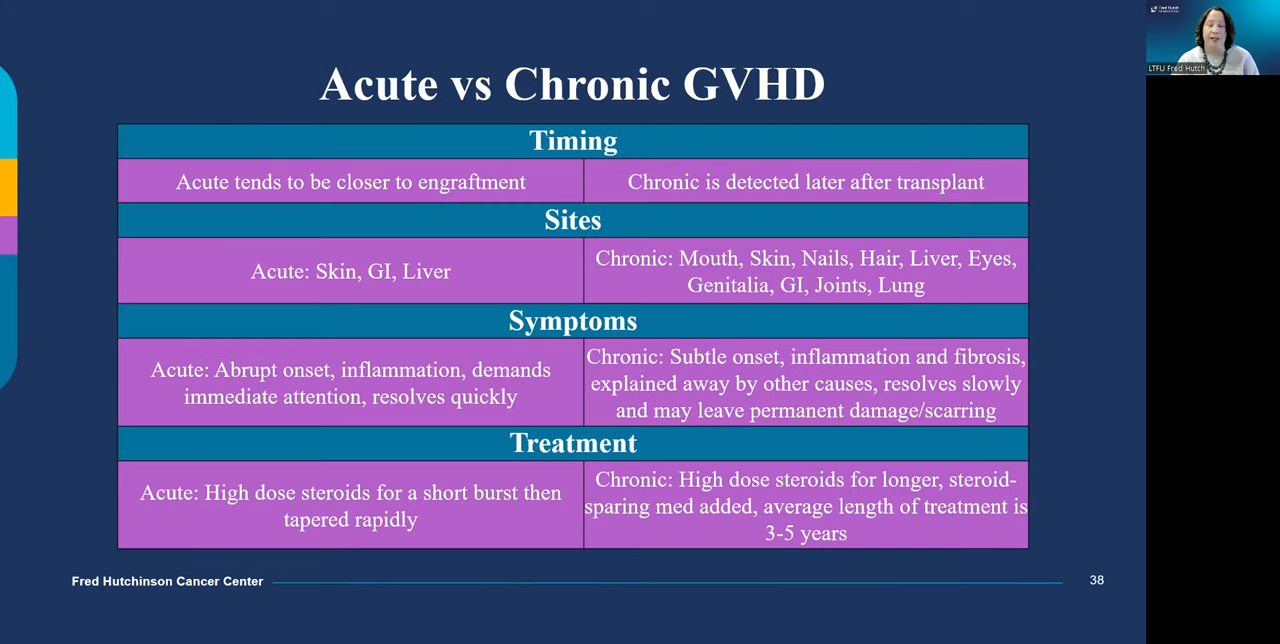 Fred Hutch
LTFU Fred Hutch
Acute vs Chronic GVHD
Timing
Acute tends to be closer to engraftment
Chronic is detected later after transplant
Sites
Acute: Skin, GI, Liver
Chronic: Mouth, Skin, Nails, Hair, Liver, Eyes,
Genitalia, GI, Joints, Lung
Symptoms
Acute: Abrupt onset, inflammation, demands
immediate attention, resolves quickly
Chronic: Subtle onset, inflammation and fibrosis,
explained away by other causes, resolves slowly
and may leave permanent damage/scarring
Treatment
Acute: High dose steroids for a short burst then
tapered rapidly
Chronic: High dose steroids for longer, steroid-
sparing med added, average length of treatment is
3-5 years
Fred Hutchinson Cancer Center
38